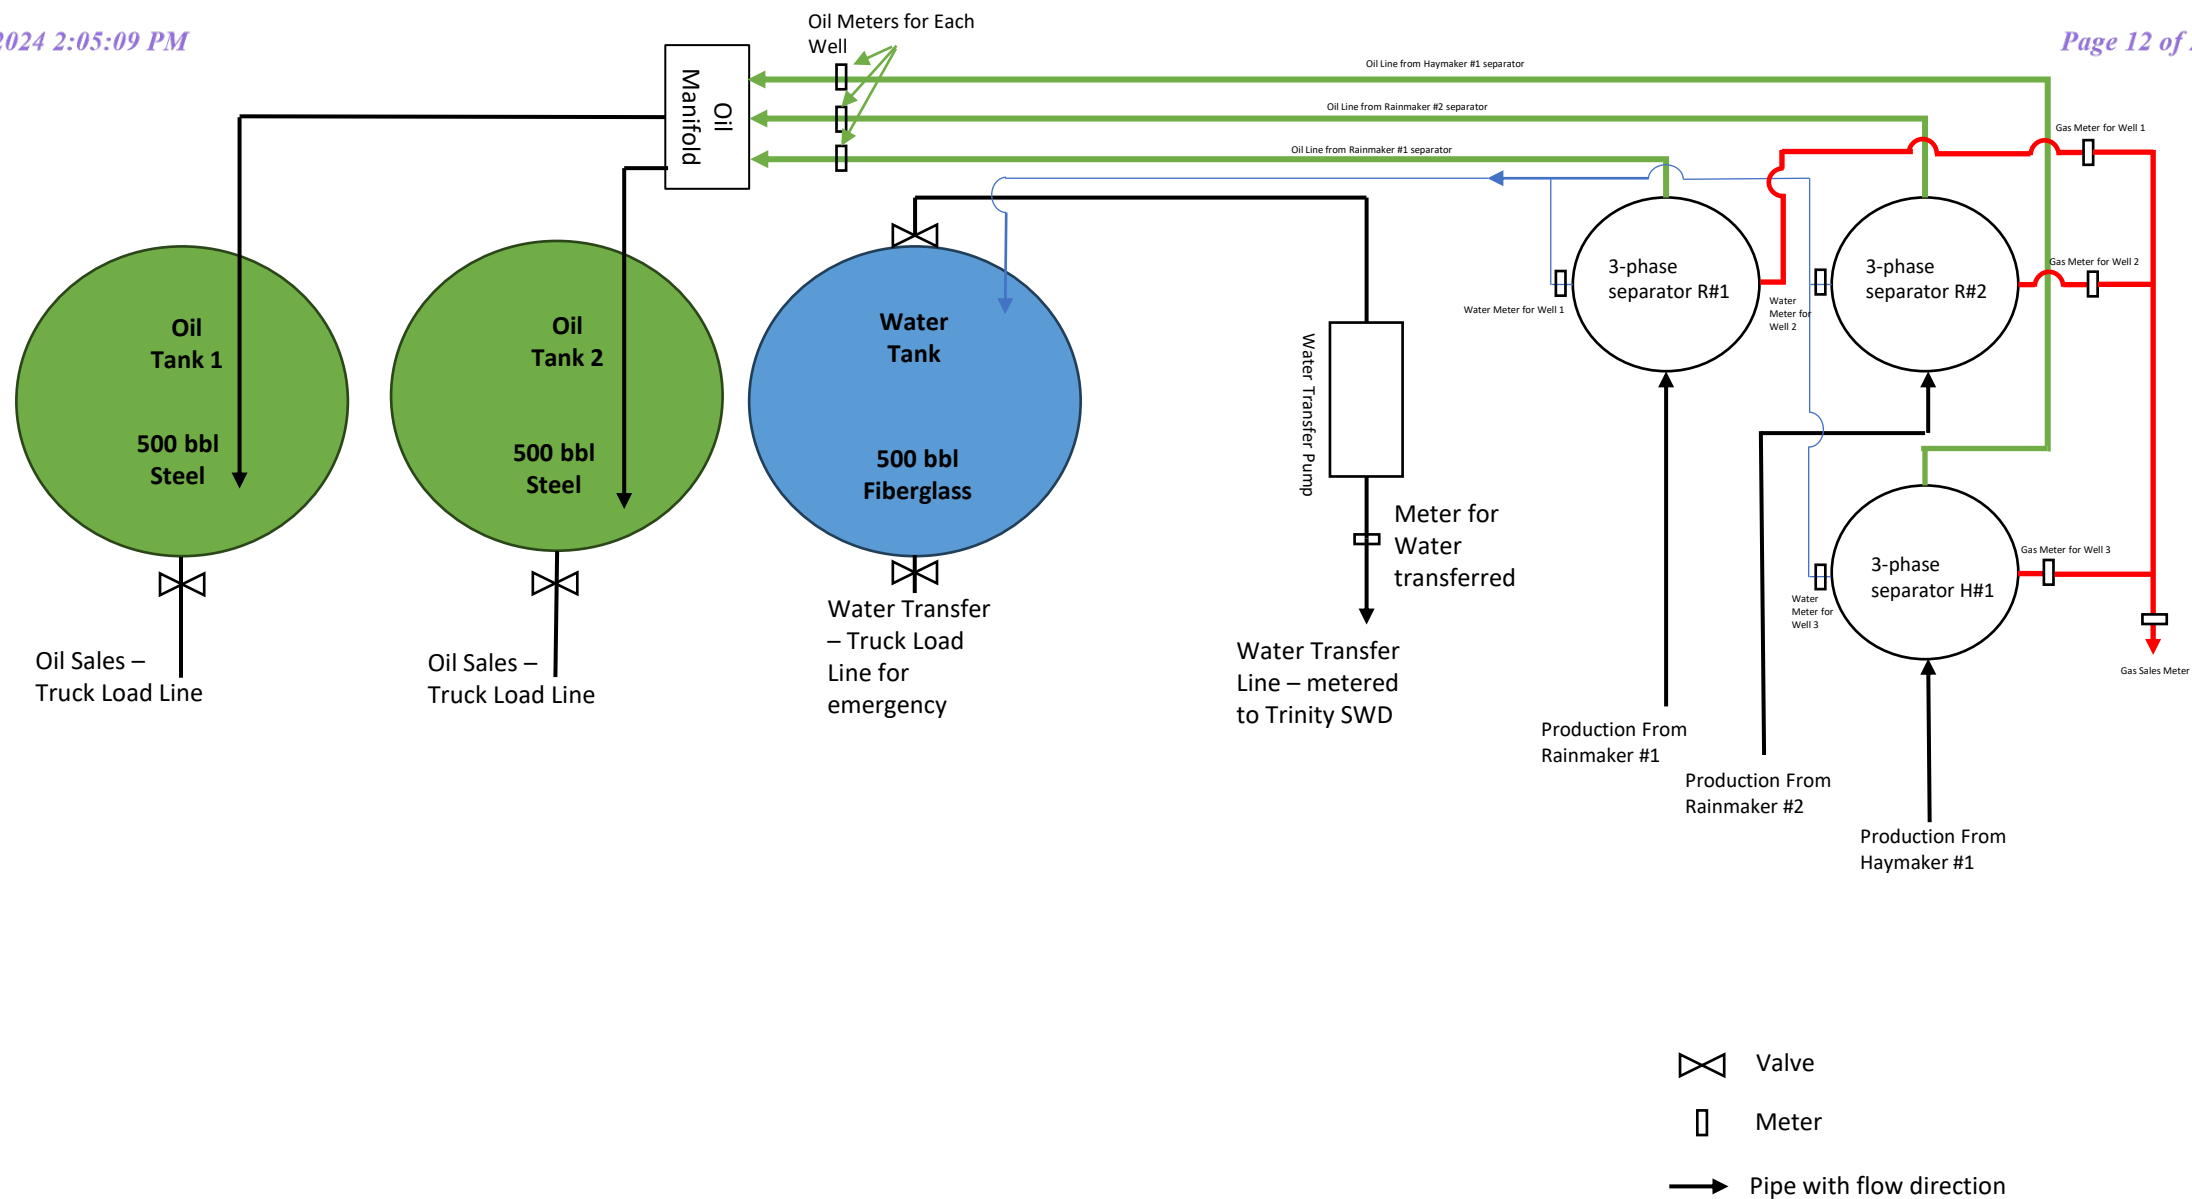 2024 2:05:09 PM
Page 12 of
Oil Meters for Each
Well
Oil
Manifold
Oil Line from Haymaker #1 separator
Oil Line from Rainmaker #2 separator
Oil Line from Rainmaker #1 separator
Gas Meter for Well 1
Gas Meter for Well 2
Gas Meter for Well 3
Gas Sales Meter
Oil
Tank 1
500 bbl
Steel
Oil
Tank 2
500 bbl
Steel
Water
Tank
500 bbl
Fiberglass
Water Transfer Pump
3-phase
separator R#1
3-phase
separator R#2
3-phase
separator H#1
Water Meter for Well 1
Water
Meter for
Well 2
Water
Meter for
Well 3
Meter for
Water
transferred
Oil Sales –
Truck Load Line
Oil Sales –
Truck Load Line
Water Transfer
– Truck Load
Line for
emergency
Water Transfer
Line – metered
to Trinity SWD
Production From
Rainmaker #1
Production From
Rainmaker #2
Production From
Haymaker #1
Valve
Meter
Pipe with flow direction